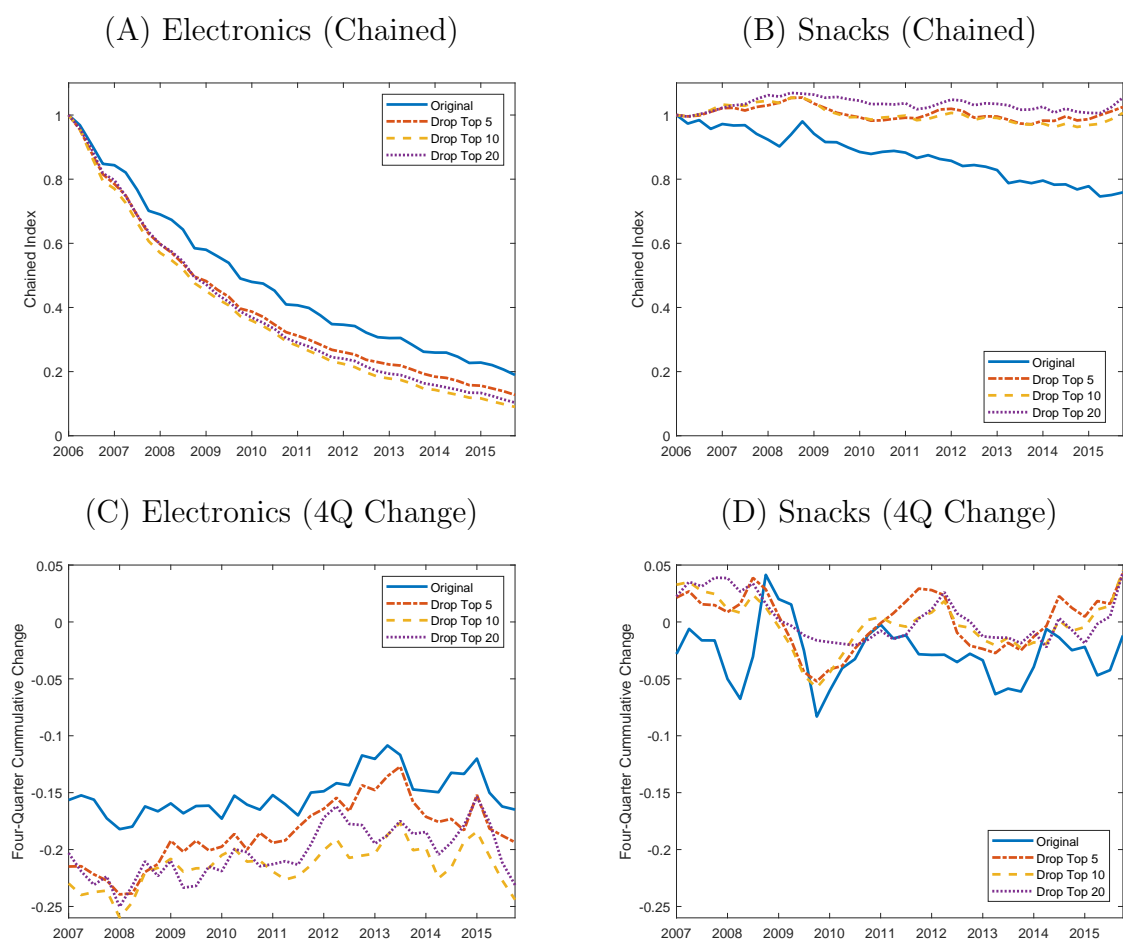 (A) Electronics (Chained)
Chained Index
1
0.8
0.6
0.4
0.2
0
2006 2007 2008 2009 2010 2011 2012 2013 2014 2015
Original
Drop Top 5
Drop Top 10
Drop Top 20
(B) Snacks (Chained)
Chained Index
1
0.8
0.6
0.4
0.2
0
2006 2007 2008 2009 2010 2011 2012 2013 2014 2015
Original
Drop Top 5
Drop Top 10
Drop Top 20
(C) Electronics (4Q Change)
Four-Quarter Cummulative Change
0.05
0
-0.05
-0.1
-0.15
-0.2
-0.25
2007 2008 2009 2010 2011 2012 2013 2014 2015
Original
Drop Top 5
Drop Top 10
Drop Top 20
(D) Snacks (4Q Change)
Four-Quarter Cummulative Change
0.05
0
-0.05
-0.1
-0.15
-0.2
-0.25
2007 2008 2009 2010 2011 2012 2013 2014 2015
Original
Drop Top 5
Drop Top 10
Drop Top 20